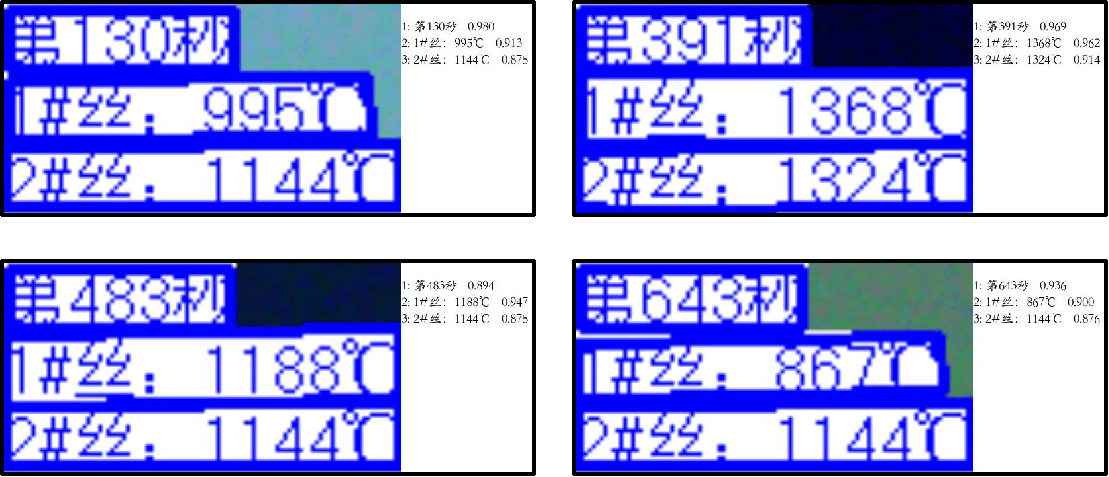 第130秒
1#丝：995℃
2#丝：1144℃
1: 第130秒 0.980
2: 1#丝：995℃ 0.913
3: 2#丝：1144℃ 0.875
第391秒
1#丝：1368℃
2#丝：1324℃
1: 第391秒 0.969
2: 1#丝：1368℃ 0.962
3: 2#丝：1324℃ 0.914
第483秒
1#丝：1188℃
2#丝：1144℃
1: 第483秒 0.894
2: 1#丝：1188℃ 0.947
3: 2#丝：1144℃ 0.875
第643秒
1#丝：867℃
2#丝：1144℃
1: 第643秒 0.936
2: 1#丝：867℃ 0.900
3: 2#丝：1144℃ 0.876